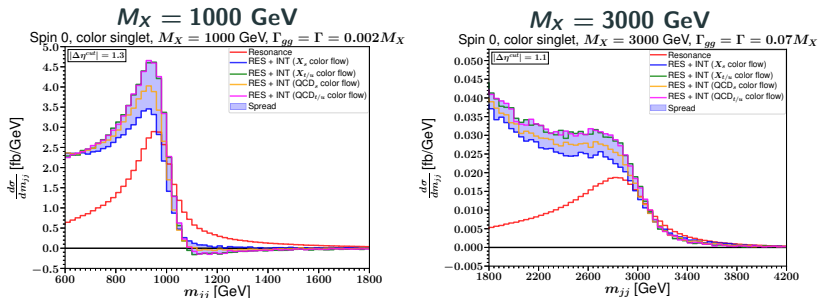 M_X = 1000 GeV
Spin 0, color singlet, M_X = 1000 GeV, Γ_gg = Γ = 0.002M_X
|Δη^cut| = 1.3
Resonance
RES + INT (X_s color flow)
RES + INT (X_t/u color flow)
RES + INT (QCD_s color flow)
RES + INT (QCD_t/u color flow)
Spread
dσ/dm_jj [fb/GeV]
5.0
4.5
4.0
3.5
3.0
2.5
2.0
1.5
1.0
0.5
0.0
−0.5
600 800 1000 1200 1400 1600 1800
m_jj [GeV]
M_X = 3000 GeV
Spin 0, color singlet, M_X = 3000 GeV, Γ_gg = Γ = 0.07M_X
|Δη^cut| = 1.1
Resonance
RES + INT (X_s color flow)
RES + INT (X_t/u color flow)
RES + INT (QCD_s color flow)
RES + INT (QCD_t/u color flow)
Spread
dσ/dm_jj [fb/GeV]
0.050
0.045
0.040
0.035
0.030
0.025
0.020
0.015
0.010
0.005
0.000
−0.005
1800 2200 2600 3000 3400 3800 4200
m_jj [GeV]